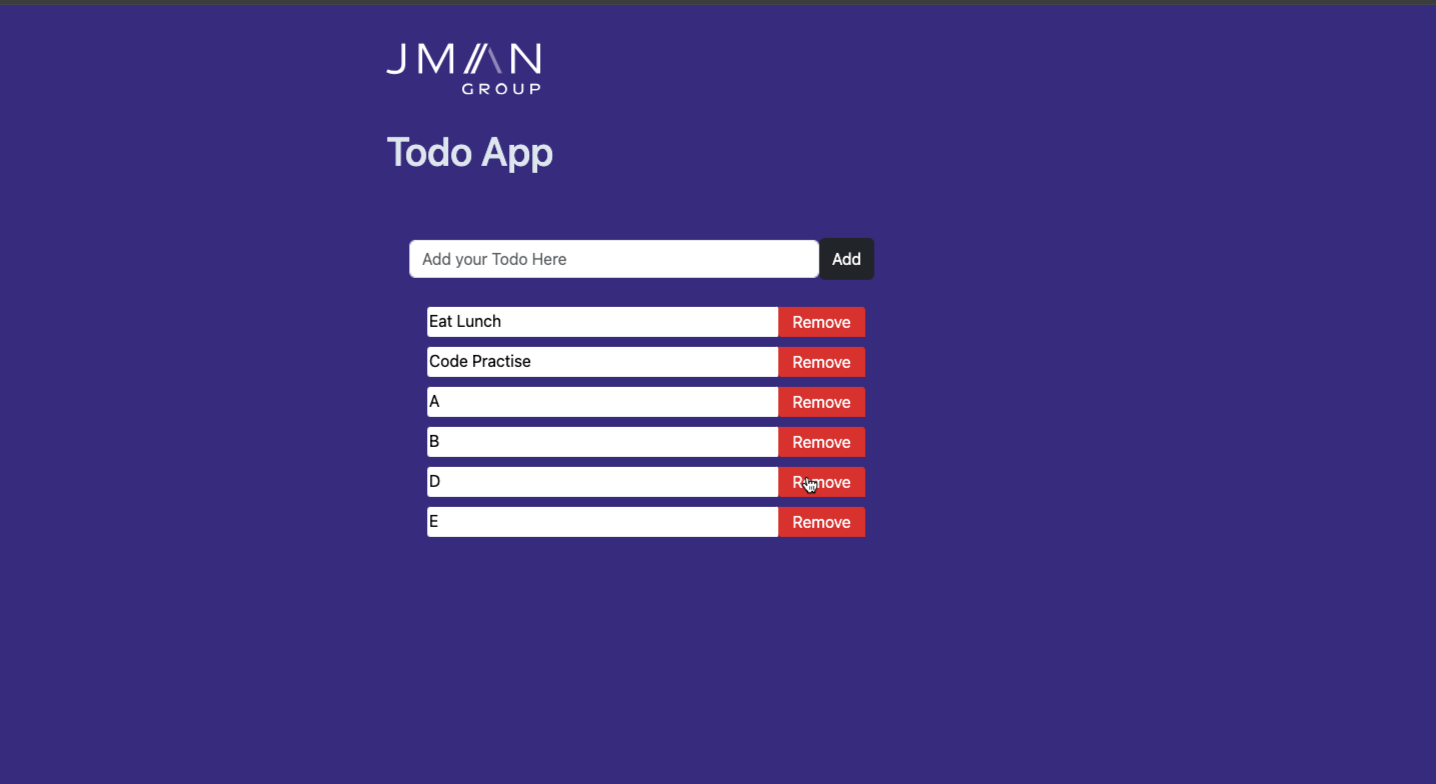 JMAN
GROUP
Todo App
Add your Todo Here Add
Eat Lunch Remove
Code Practise Remove
A Remove
B Remove
D Remove
E Remove